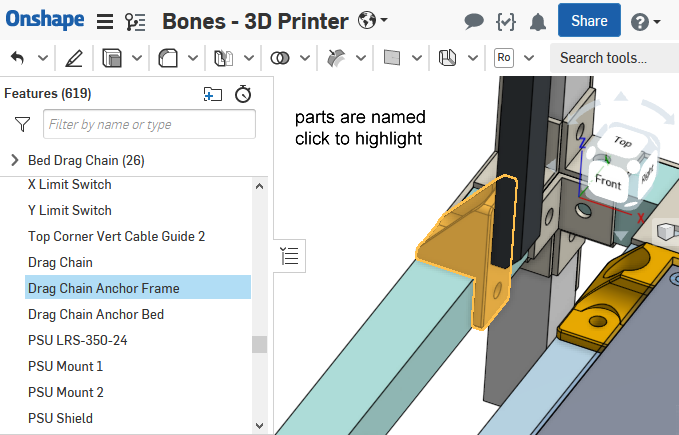 Onshape
Bones - 3D Printer
Share
Ro
Search tools...
Features (619)
Filter by name or type
Bed Drag Chain (26)
X Limit Switch
Y Limit Switch
Top Corner Vert Cable Guide 2
Drag Chain
Drag Chain Anchor Frame
Drag Chain Anchor Bed
PSU LRS-350-24
PSU Mount 1
PSU Mount 2
PSU Shield
parts are named
click to highlight
Top
Z
Front
X